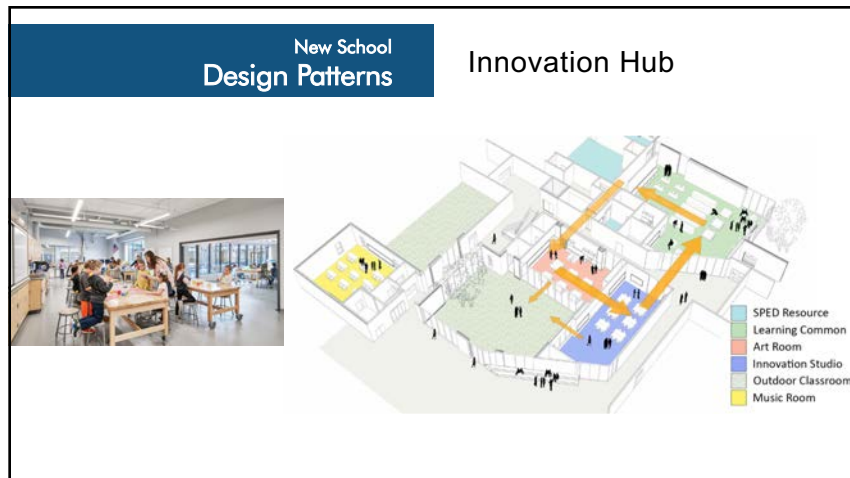 New School
Design Patterns
Innovation Hub
SPED Resource
Learning Common
Art Room
Innovation Studio
Outdoor Classroom
Music Room